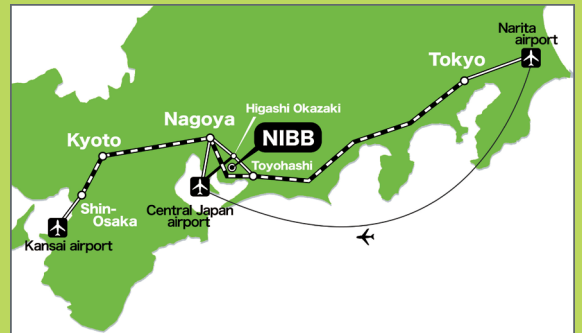 Narita
airport
Tokyo
Higashi Okazaki
Nagoya
NIBB
Kyoto
Toyohashi
Shin-
Osaka
Central Japan
airport
Kansai airport